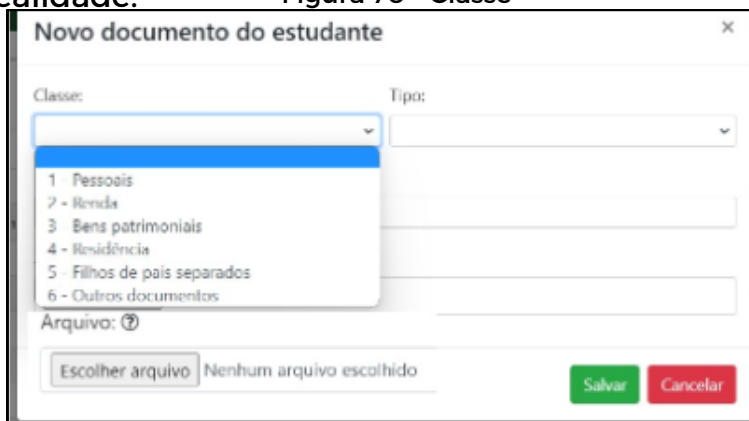 Novo documento do estudante ×
Classe: Tipo:
1 - Pessoais
2 - Renda
3 - Bens patrimoniais
4 - Residência
5 - Filhos de pais separados
6 - Outros documentos
Arquivo: ?
Escolher arquivo Nenhum arquivo escolhido
Salvar Cancelar